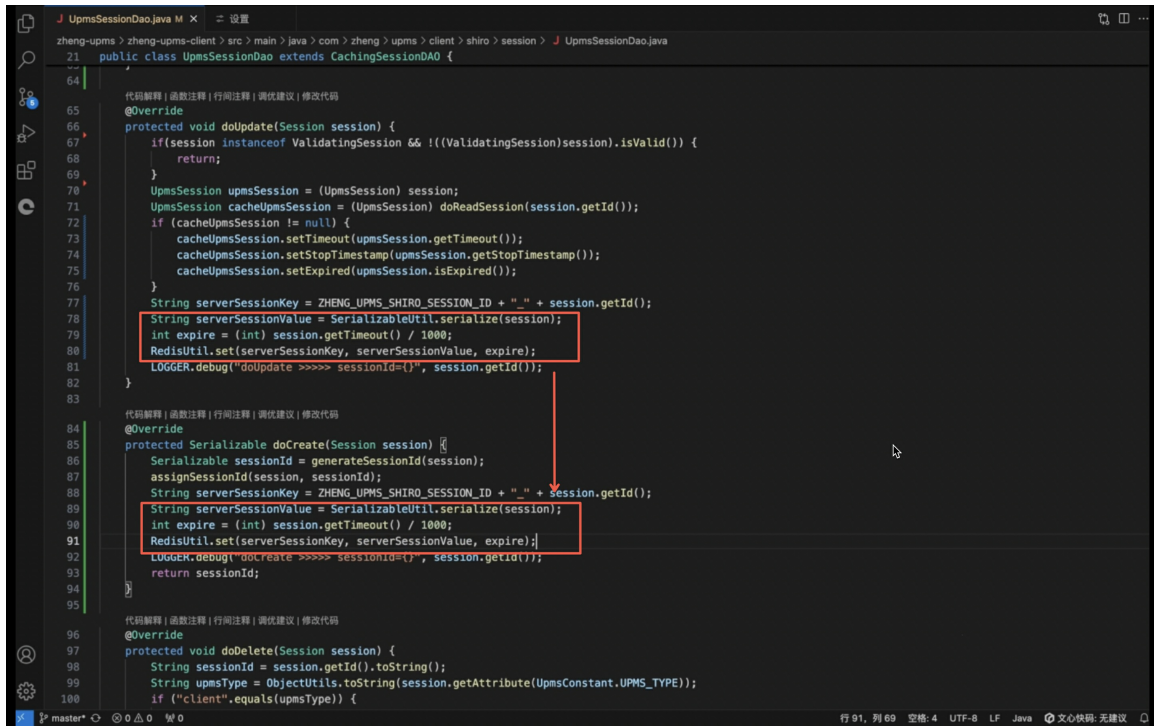 UpmsSessionDao.java M
设置
zheng-upms > zheng-upms-client > src > main > java > com > zheng > upms > client > shiro > session > J UpmsSessionDao.java
21 public class UpmsSessionDao extends CachingSessionDAO {
64
代码解释 | 函数注释 | 行间注释 | 调优建议 | 修改代码
65 @Override
66 protected void doUpdate(Session session) {
67 if(session instanceof ValidatingSession && !((ValidatingSession)session).isValid()) {
68 return;
69 }
70 UpmsSession upmsSession = (UpmsSession) session;
71 UpmsSession cacheUpmsSession = (UpmsSession) doReadSession(session.getId());
72 if (cacheUpmsSession != null) {
73 cacheUpmsSession.setTimeout(upmsSession.getTimeout());
74 cacheUpmsSession.setStopTimestamp(upmsSession.getStopTimestamp());
75 cacheUpmsSession.setExpired(upmsSession.isExpired());
76 }
77 String serverSessionKey = ZHENG_UPMS_SHIRO_SESSION_ID + "_" + session.getId();
78 String serverSessionValue = SerializableUtil.serialize(session);
79 int expire = (int) session.getTimeout() / 1000;
80 RedisUtil.set(serverSessionKey, serverSessionValue, expire);
81 LOGGER.debug("doUpdate >>>>> sessionId={}", session.getId());
82 }
83
代码解释 | 函数注释 | 行间注释 | 调优建议 | 修改代码
84 @Override
85 protected Serializable doCreate(Session session) {
86 Serializable sessionId = generateSessionId(session);
87 assignSessionId(session, sessionId);
88 String serverSessionKey = ZHENG_UPMS_SHIRO_SESSION_ID + "_" + session.getId();
89 String serverSessionValue = SerializableUtil.serialize(session);
90 int expire = (int) session.getTimeout() / 1000;
91 RedisUtil.set(serverSessionKey, serverSessionValue, expire);
92 LOGGER.debug("doCreate >>>>> sessionId={}", session.getId());
93 return sessionId;
94 }
95
代码解释 | 函数注释 | 行间注释 | 调优建议 | 修改代码
96 @Override
97 protected void doDelete(Session session) {
98 String sessionId = session.getId().toString();
99 String upmsType = ObjectUtils.toString(session.getAttribute(UpmsConstant.UPMS_TYPE));
100 if ("client".equals(upmsType)) {
master* 0 0 0 行 91，列 69 空格: 4 UTF-8 LF Java 文心快码: 无建议